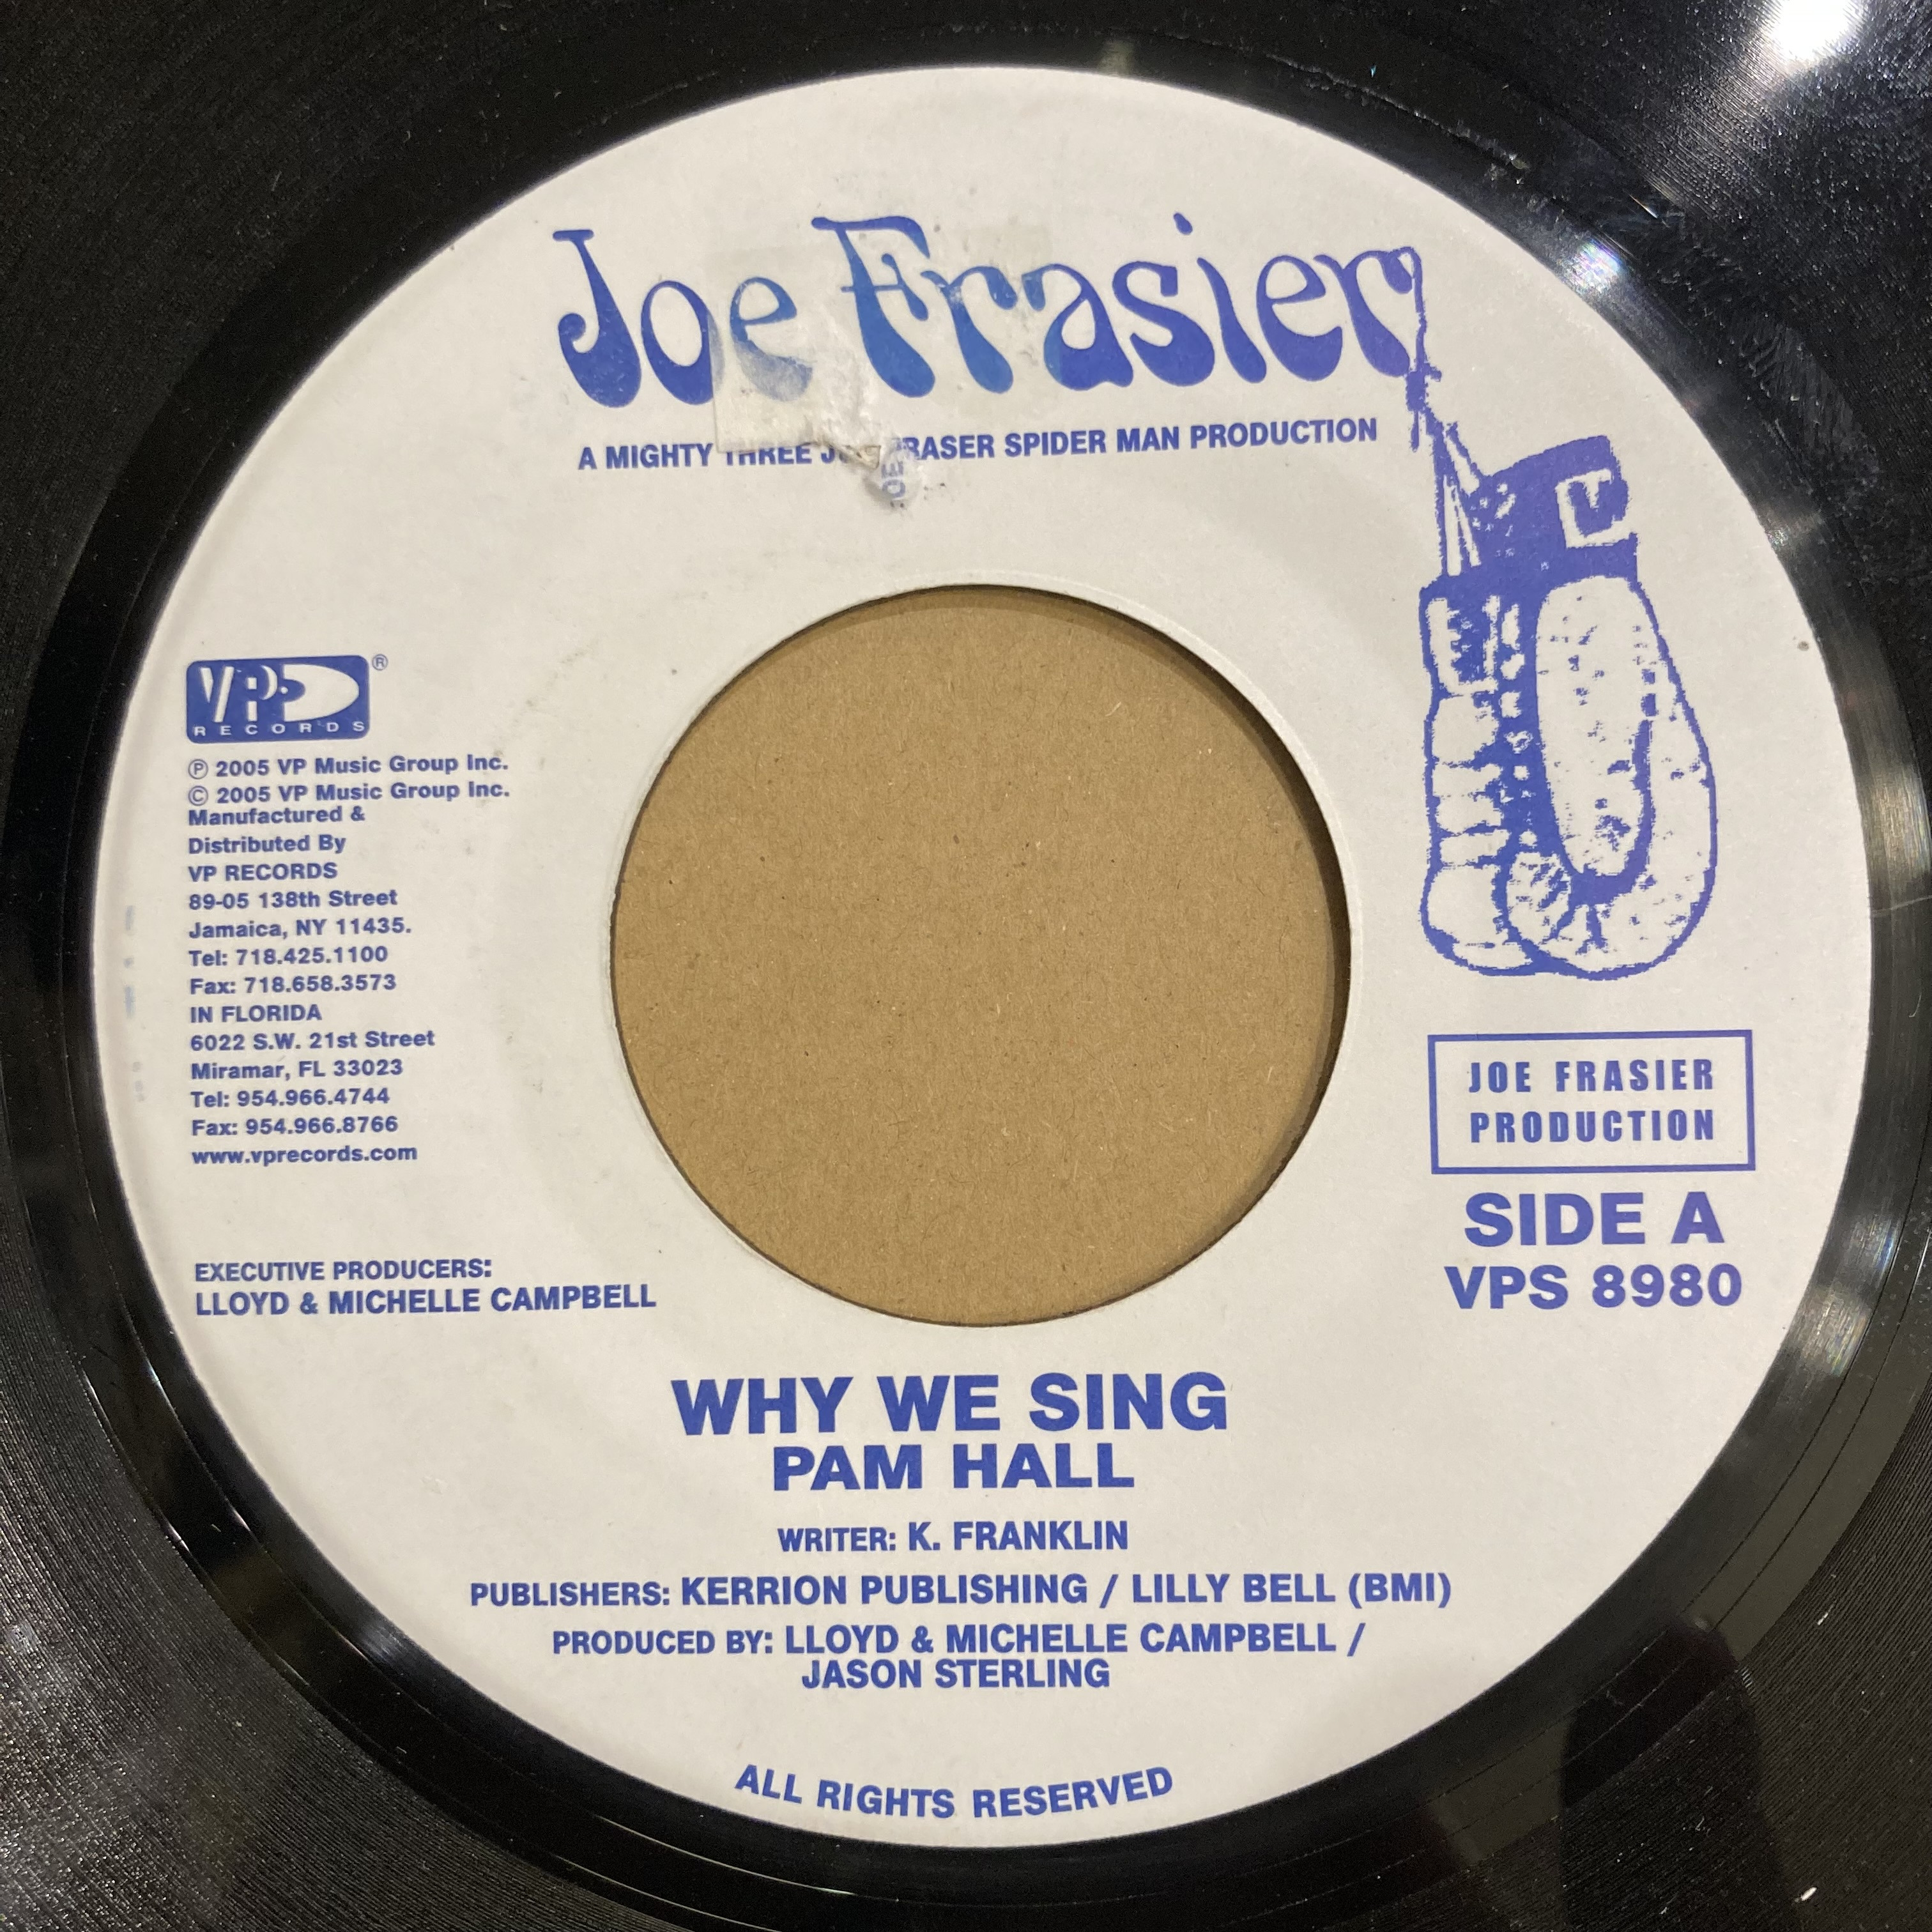 Joe Frasier
A MIGHTY THREE FRASER SPIDER MAN PRODUCTION
VP
RECORDS
®
℗ 2005 VP Music Group Inc.
© 2005 VP Music Group Inc.
Manufactured &
Distributed By
VP RECORDS
89-05 138th Street
Jamaica, NY 11435.
Tel: 718.425.1100
Fax: 718.658.3573
IN FLORIDA
6022 S.W. 21st Street
Miramar, FL 33023
Tel: 954.966.4744
Fax: 954.966.8766
www.vprecords.com
EXECUTIVE PRODUCERS:
LLOYD & MICHELLE CAMPBELL
JOE FRASIER
PRODUCTION
SIDE A
VPS 8980
WHY WE SING
PAM HALL
WRITER: K. FRANKLIN
PUBLISHERS: KERRION PUBLISHING / LILLY BELL (BMI)
PRODUCED BY: LLOYD & MICHELLE CAMPBELL /
JASON STERLING
ALL RIGHTS RESERVED